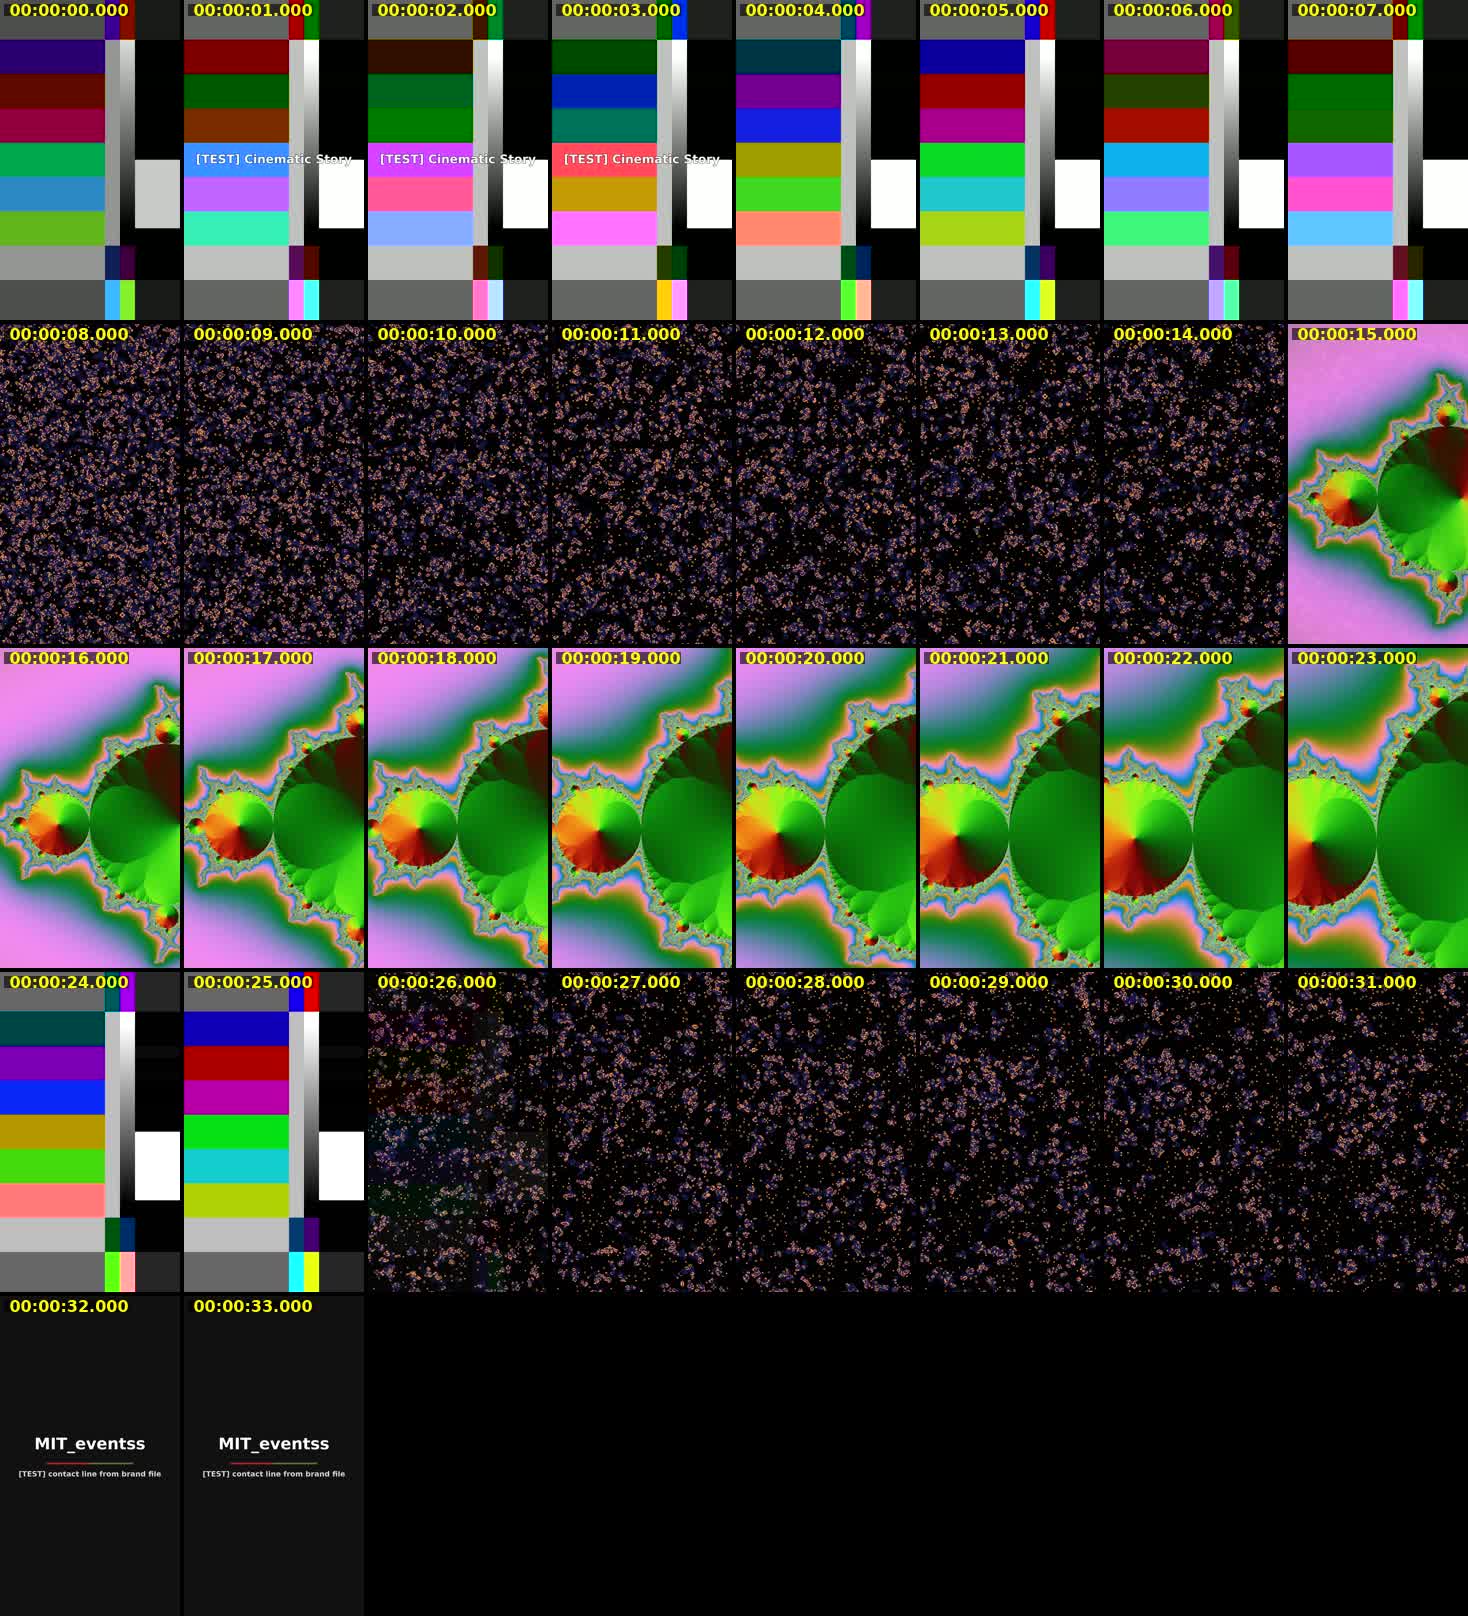 00:00:00.000 00:00:01.000 00:00:02.000 00:00:03.000 00:00:04.000 00:00:05.000 00:00:06.000 00:00:07.000
[TEST] Cinematic Story [TEST] Cinematic Story [TEST] Cinematic Story
00:00:08.000 00:00:09.000 00:00:10.000 00:00:11.000 00:00:12.000 00:00:13.000 00:00:14.000 00:00:15.000
00:00:16.000 00:00:17.000 00:00:18.000 00:00:19.000 00:00:20.000 00:00:21.000 00:00:22.000 00:00:23.000
00:00:24.000 00:00:25.000 00:00:26.000 00:00:27.000 00:00:28.000 00:00:29.000 00:00:30.000 00:00:31.000
00:00:32.000 00:00:33.000
MIT_eventss MIT_eventss
[TEST] contact line from brand file [TEST] contact line from brand file